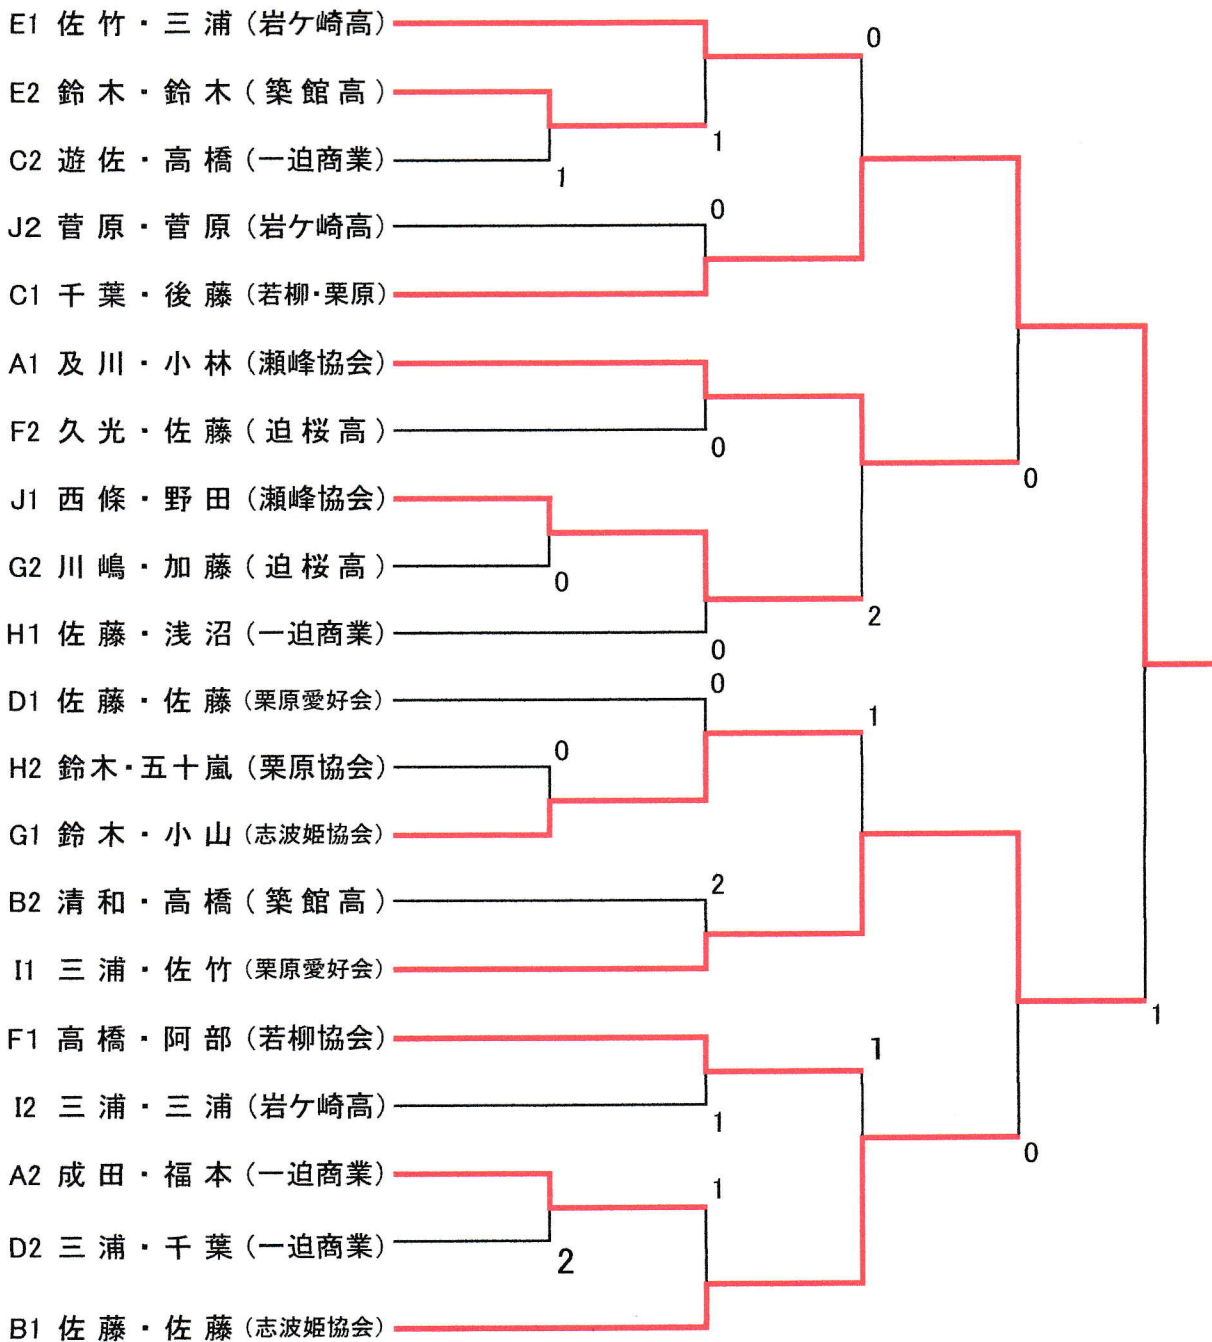 E1 佐竹・三浦 (岩ケ崎高)
0
E2 鈴木・鈴木 (築館高)
1
C2 遊佐・高橋 (一迫商業)
1
0
J2 菅原・菅原 (岩ケ崎高)
C1 千葉・後藤 (若柳・栗原)
A1 及川・小林 (瀬峰協会)
F2 久光・佐藤 (迫桜高)
0
0
J1 西條・野田 (瀬峰協会)
G2 川嶋・加藤 (迫桜高)
0
2
H1 佐藤・浅沼 (一迫商業)
0
0
D1 佐藤・佐藤 (栗原愛好会)
1
0
H2 鈴木・五十嵐 (栗原協会)
G1 鈴木・小山 (志波姫協会)
2
B2 清和・高橋 (築館高)
I1 三浦・佐竹 (栗原愛好会)
1
F1 高橋・阿部 (若柳協会)
1
I2 三浦・三浦 (岩ケ崎高)
1
0
A2 成田・福本 (一迫商業)
1
D2 三浦・千葉 (一迫商業)
2
B1 佐藤・佐藤 (志波姫協会)